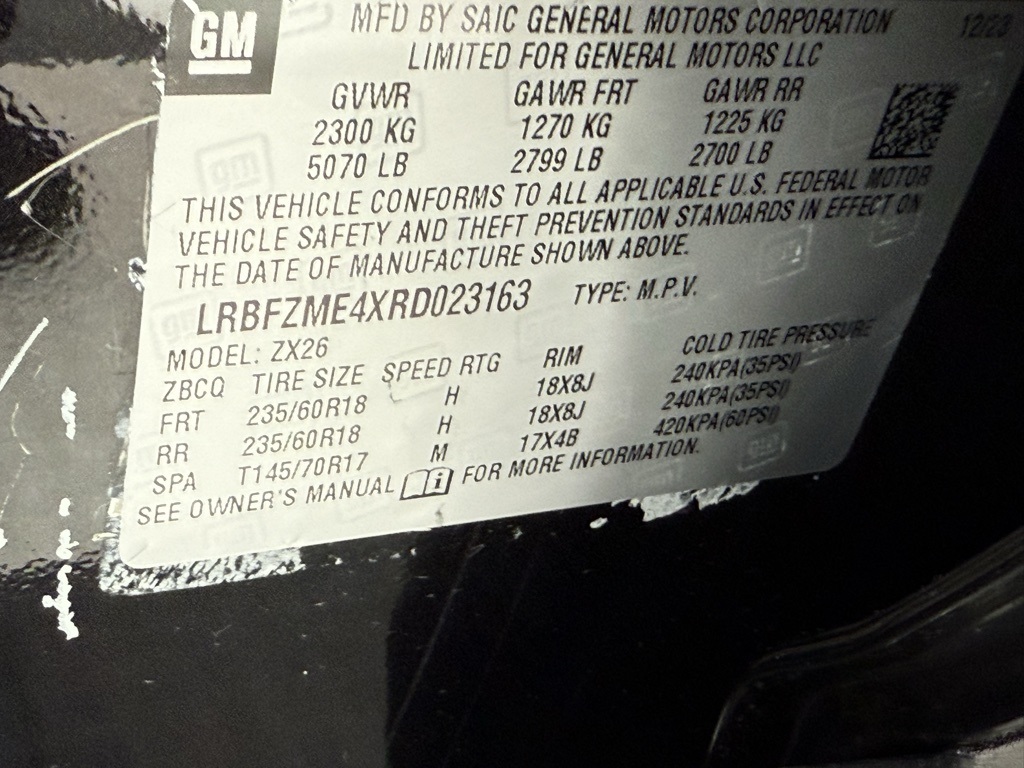 GM
MFD BY SAIC GENERAL MOTORS CORPORATION 12/23
LIMITED FOR GENERAL MOTORS LLC
GVWR GAWR FRT GAWR RR
2300 KG 1270 KG 1225 KG
5070 LB 2799 LB 2700 LB
THIS VEHICLE CONFORMS TO ALL APPLICABLE U.S. FEDERAL MOTOR
VEHICLE SAFETY AND THEFT PREVENTION STANDARDS IN EFFECT ON
THE DATE OF MANUFACTURE SHOWN ABOVE.
LRBFZME4XRD023163 TYPE: M.P.V.
MODEL: ZX26
ZBCQ TIRE SIZE SPEED RTG RIM COLD TIRE PRESSURE
FRT 235/60R18 H 18X8J 240KPA(35PSI)
RR 235/60R18 H 18X8J 240KPA(35PSI)
SPA T145/70R17 M 17X4B 420KPA(60PSI)
SEE OWNER'S MANUAL FOR MORE INFORMATION.